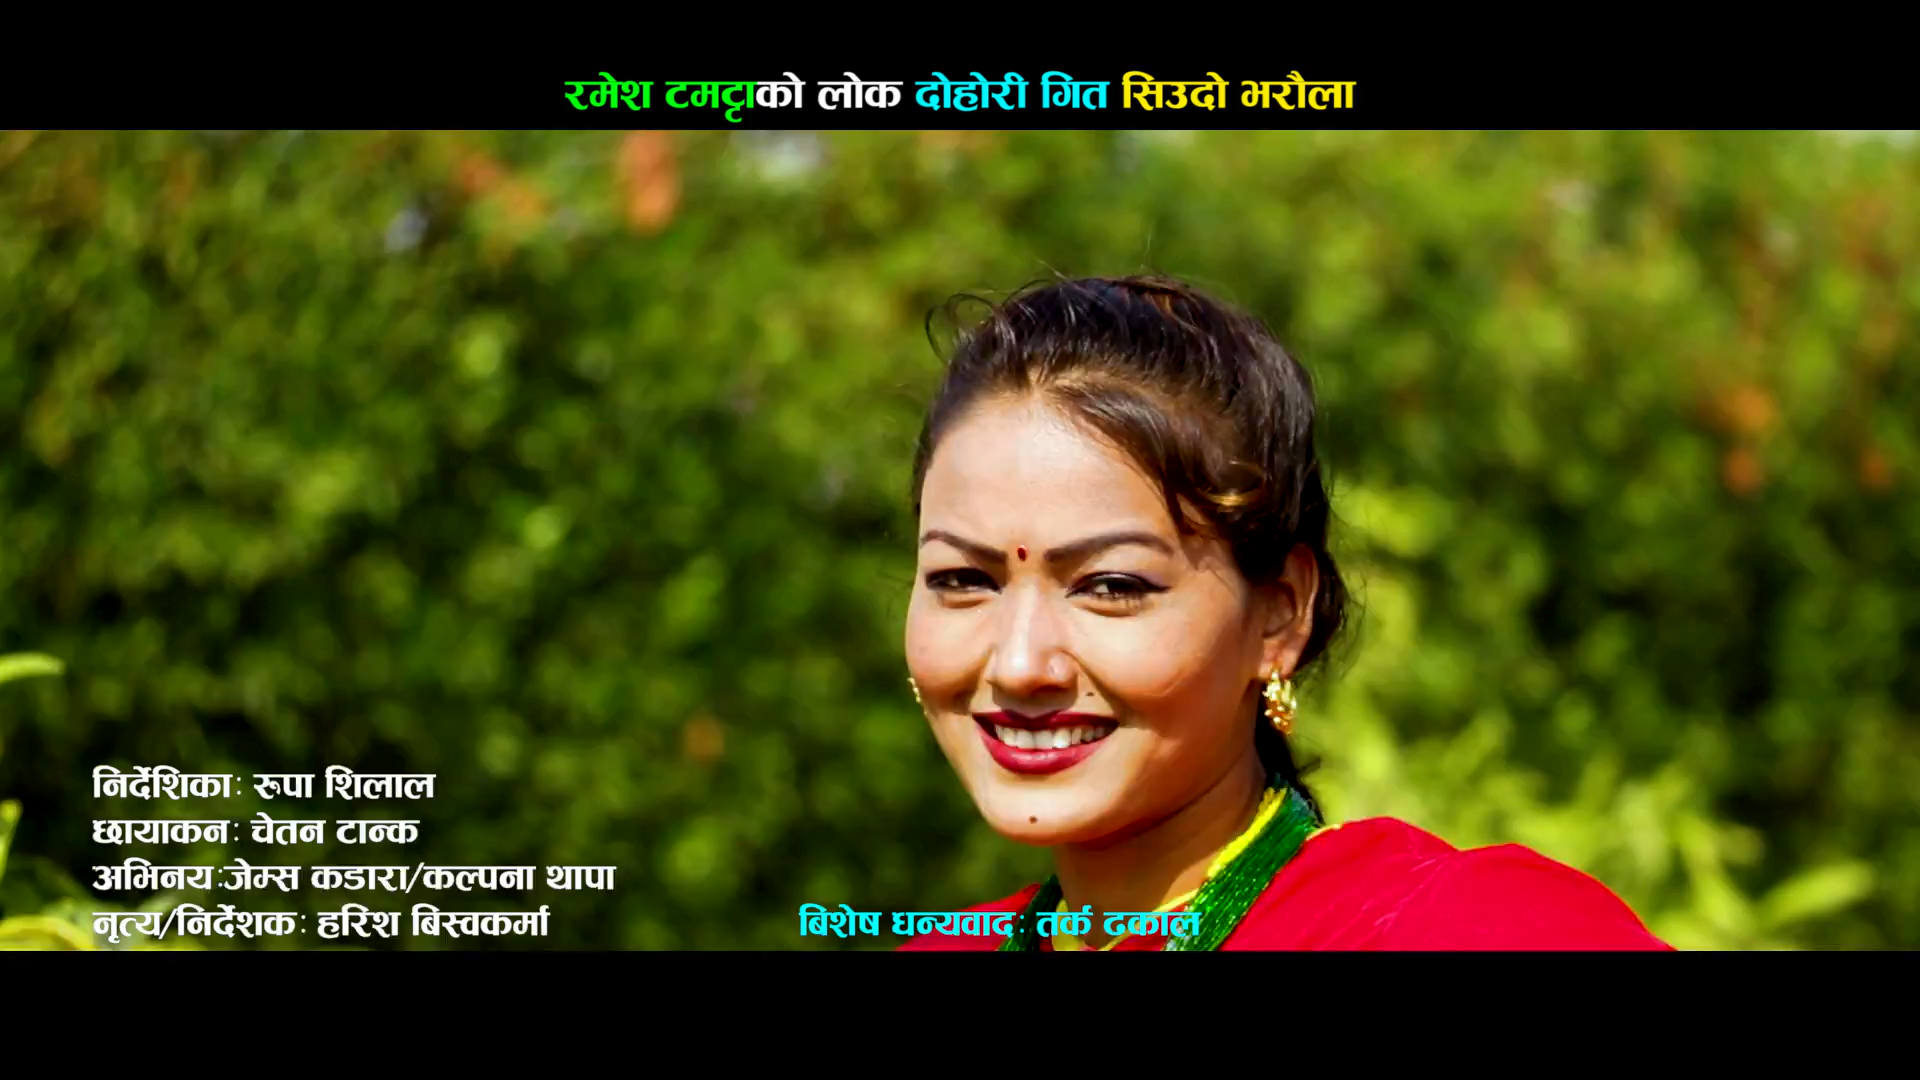 रमेश टमट्टाको लोक दोहोरी गित सिउदो भरौला
निर्देशिकाः रूपा शिलाल
छायाकनः चेतन टान्क
अभिनयःजेम्स कडारा/कल्पना थापा
नृत्य/निर्देशकः हरिश बिस्वकर्मा
बिशेष धन्यवादः तर्क ढकाल